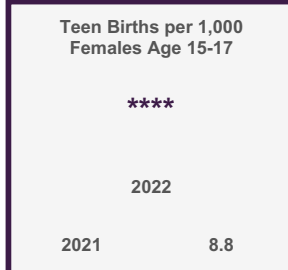 Teen Births per 1,000
Females Age 15-17
****
2022
2021 8.8